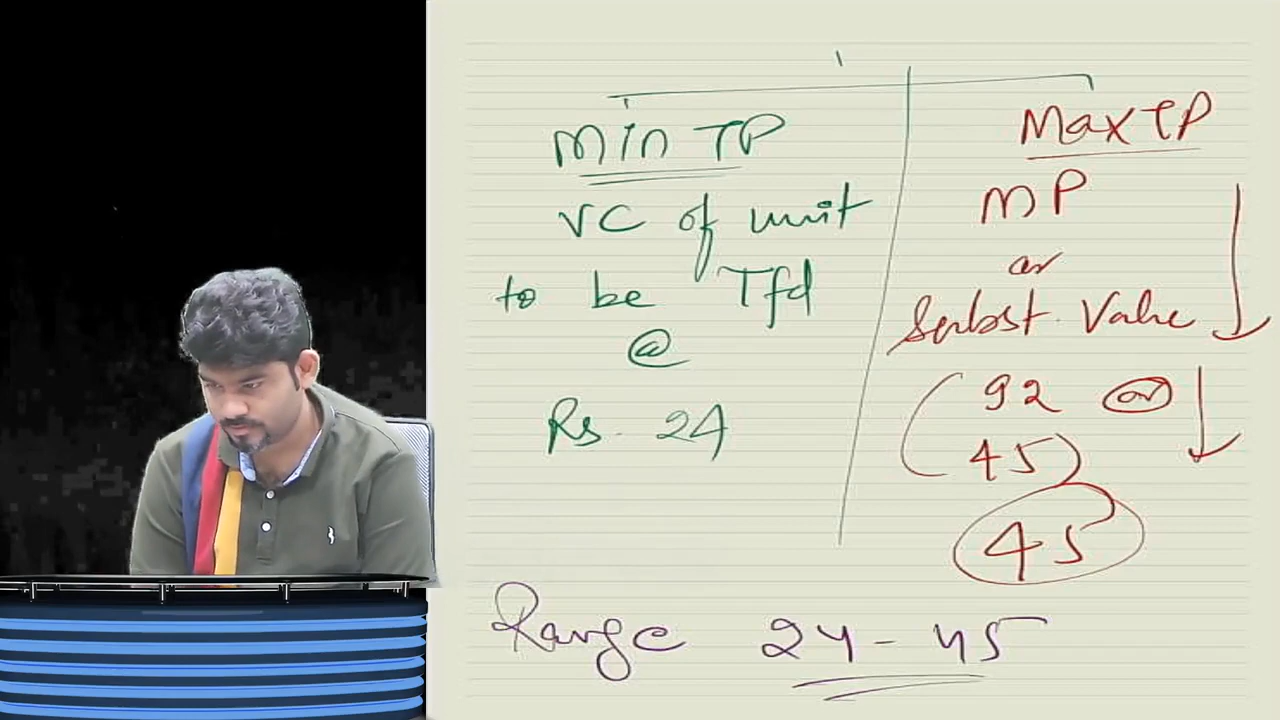 Min TP
VC of unit
to be Tfd
@
Rs. 24
Max TP
MP
or
Subst. Value
(92 or
45)
45
Range 24 - 45